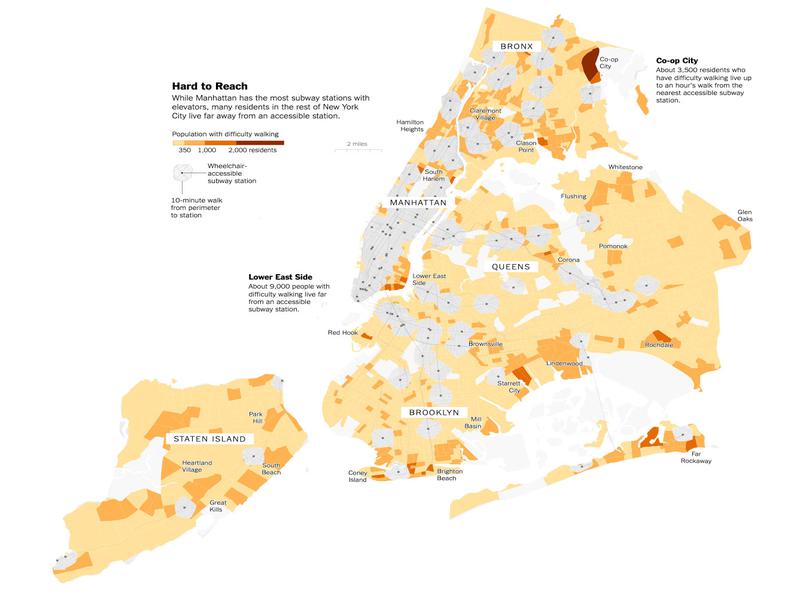 BRONX
Co-op
City
Co-op City
About 3,500 residents who
have difficulty walking live up
to an hour's walk from the
nearest accessible subway
station.
Hard to Reach
While Manhattan has the most subway stations with
elevators, many residents in the rest of New York
City live far away from an accessible station.
Population with difficulty walking
350 1,000 2,000 residents
2 miles
Wheelchair-
accessible
subway station
10-minute walk
from perimeter
to station
Claremont
Village
Hamilton
Heights
Clason
Point
South
Harlem
Whitestone
MANHATTAN
Flushing
Glen
Oaks
Pomonok
Corona
QUEENS
Lower East Side
About 9,000 people with
difficulty walking live far
from an accessible
subway station.
Lower East
Side
Red Hook
Brownsville
Rochdale
Lindenwood
Starrett
City
BROOKLYN
Mill
Basin
Park
Hill
STATEN ISLAND
Heartland
Village
South
Beach
Great
Kills
Coney
Island
Brighton
Beach
Far
Rockaway